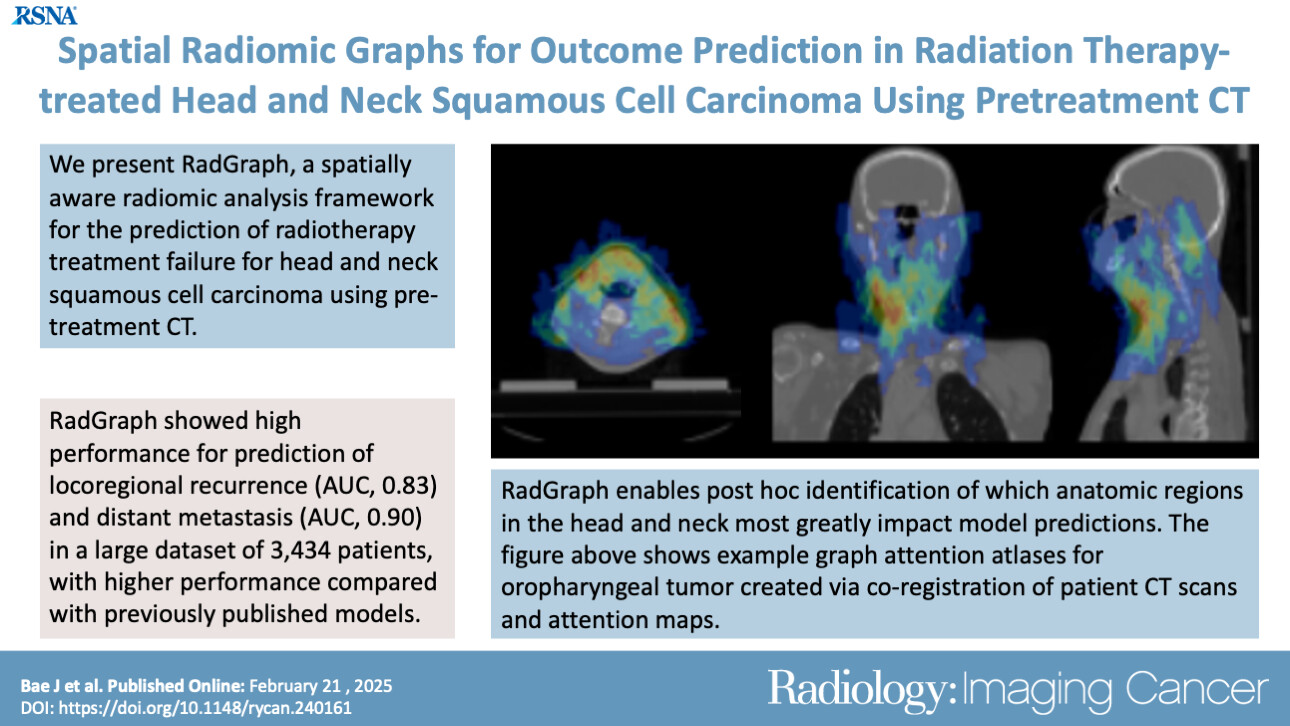 RSNA
Spatial Radiomic Graphs for Outcome Prediction in Radiation Therapy-
treated Head and Neck Squamous Cell Carcinoma Using Pretreatment CT
We present RadGraph, a spatially
aware radiomic analysis framework
for the prediction of radiotherapy
treatment failure for head and neck
squamous cell carcinoma using pre-
treatment CT.
RadGraph showed high
performance for prediction of
locoregional recurrence (AUC, 0.83)
and distant metastasis (AUC, 0.90)
in a large dataset of 3,434 patients,
with higher performance compared
with previously published models.
RadGraph enables post hoc identification of which anatomic regions
in the head and neck most greatly impact model predictions. The
figure above shows example graph attention atlases for
oropharyngeal tumor created via co-registration of patient CT scans
and attention maps.
Bae J et al. Published Online: February 21 , 2025
DOI: https://doi.org/10.1148/rycan.240161
Radiology: Imaging Cancer